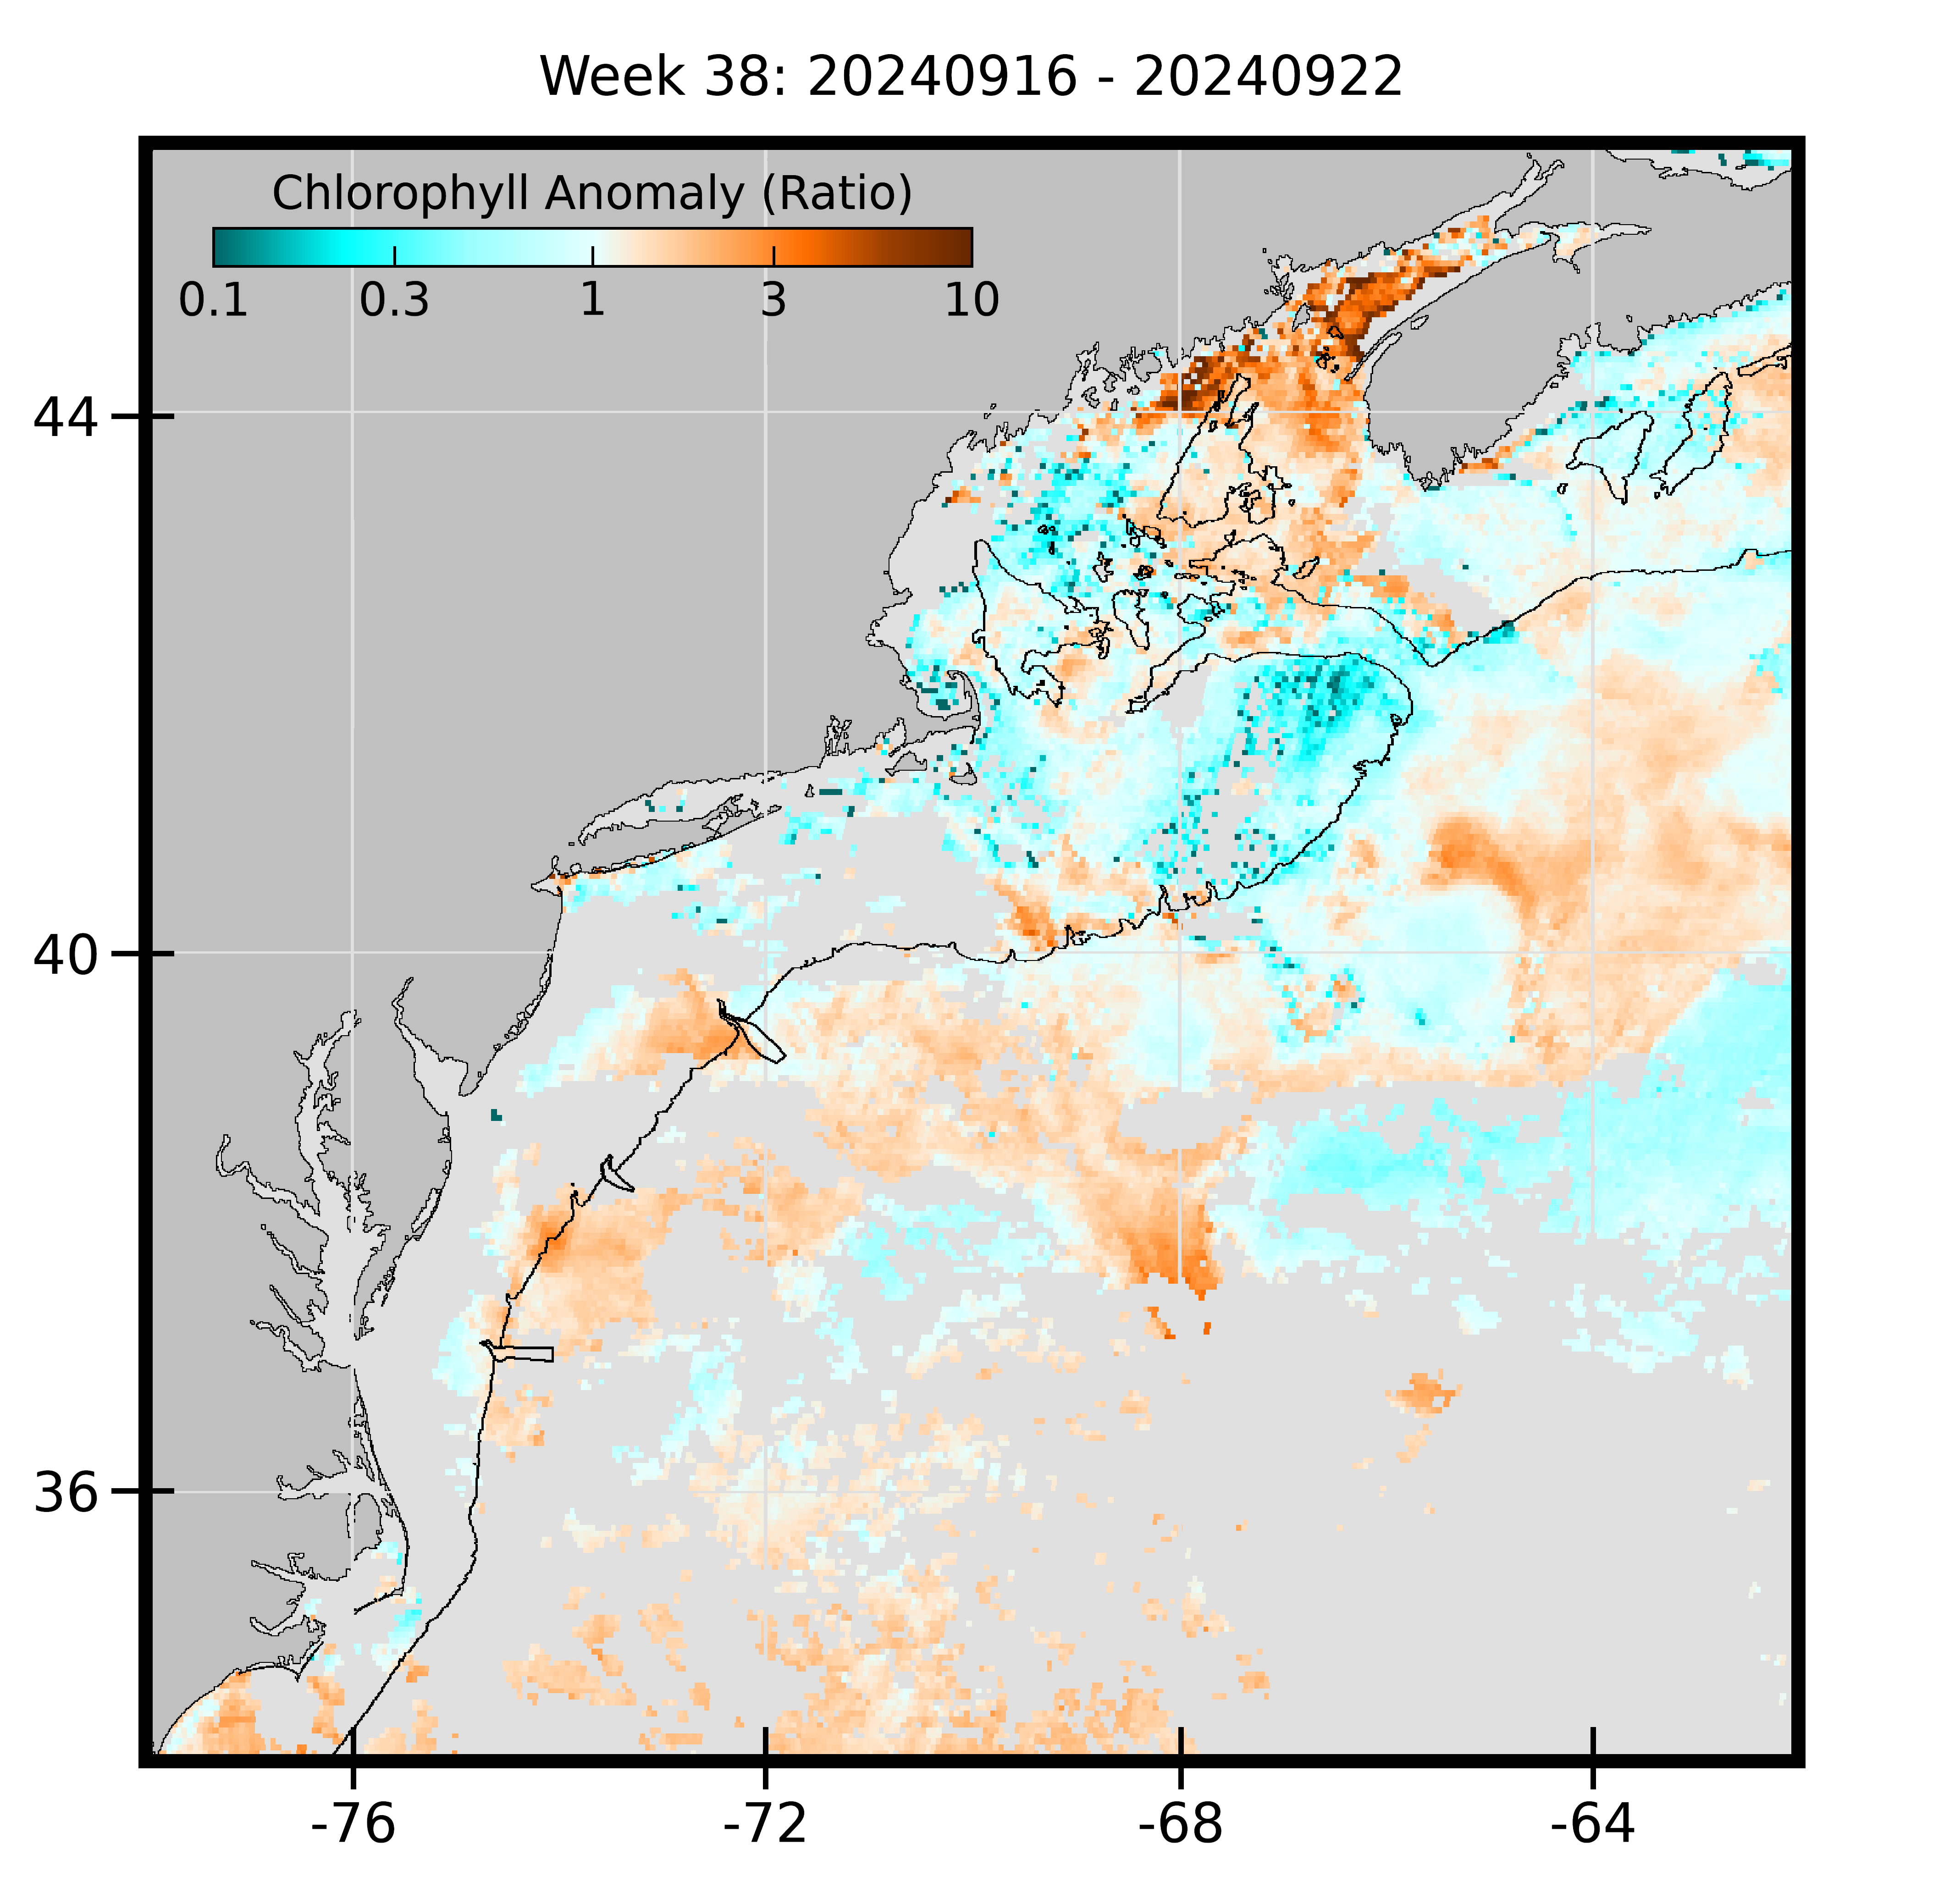 Week 38: 20240916 - 20240922
Chlorophyll Anomaly (Ratio)
0.1 0.3 1 3 10
44
40
36
-76 -72 -68 -64